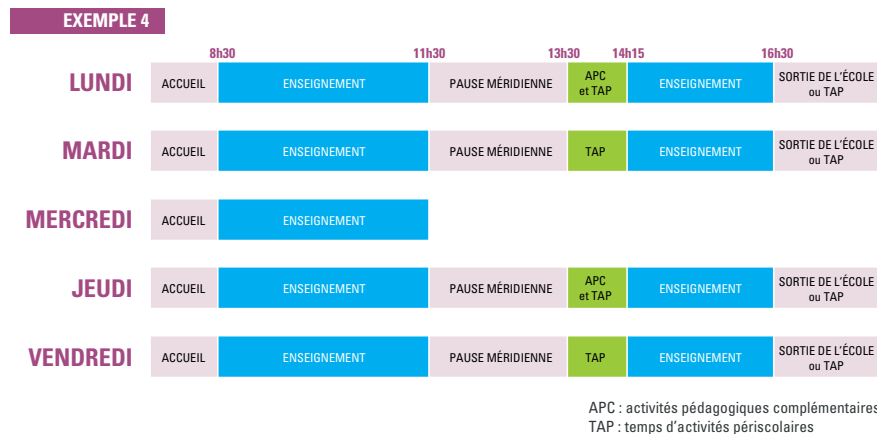 EXEMPLE 4
8h30 11h30 13h30 14h15 16h30
LUNDI ACCUEIL ENSEIGNEMENT PAUSE MÉRIDIENNE APC et TAP ENSEIGNEMENT SORTIE DE L'ÉCOLE ou TAP
MARDI ACCUEIL ENSEIGNEMENT PAUSE MÉRIDIENNE TAP ENSEIGNEMENT SORTIE DE L'ÉCOLE ou TAP
MERCREDI ACCUEIL ENSEIGNEMENT
JEUDI ACCUEIL ENSEIGNEMENT PAUSE MÉRIDIENNE APC et TAP ENSEIGNEMENT SORTIE DE L'ÉCOLE ou TAP
VENDREDI ACCUEIL ENSEIGNEMENT PAUSE MÉRIDIENNE TAP ENSEIGNEMENT SORTIE DE L'ÉCOLE ou TAP
APC : activités pédagogiques complémentaires
TAP : temps d'activités périscolaires